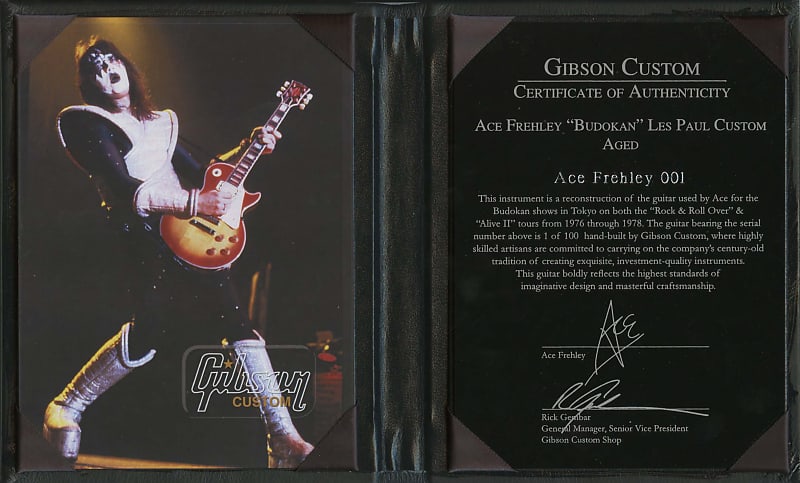 Gibson
CUSTOM
GIBSON CUSTOM
CERTIFICATE OF AUTHENTICITY
ACE FREHLEY "BUDOKAN" LES PAUL CUSTOM
AGED
Ace Frehley 001
This instrument is a reconstruction of the guitar used by Ace for the
Budokan shows in Tokyo on both the "Rock & Roll Over" &
"Alive II" tours from 1976 through 1978. The guitar bearing the serial
number above is 1 of 100 hand-built by Gibson Custom, where highly
skilled artisans are committed to carrying on the company's century-old
tradition of creating exquisite, investment-quality instruments.
This guitar boldly reflects the highest standards of
imaginative design and masterful craftsmanship.
Ace
Ace Frehley
Rick Gembar
General Manager, Senior Vice President
Gibson Custom Shop